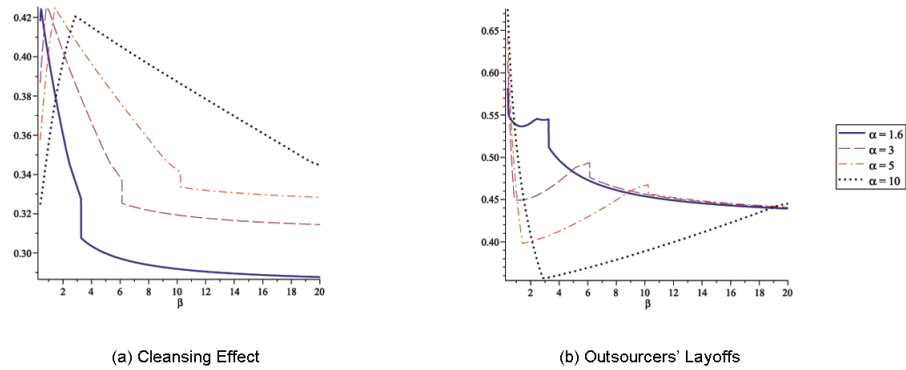 0.42
0.40
0.38
0.36
0.34
0.32
0.30
2 4 6 8 10 12 14 16 18 20
β
(a) Cleansing Effect
0.65
0.60
0.55
0.50
0.45
0.40
2 4 6 8 10 12 14 16 18 20
β
(b) Outsourcers' Layoffs
α = 1.6
α = 3
α = 5
α = 10